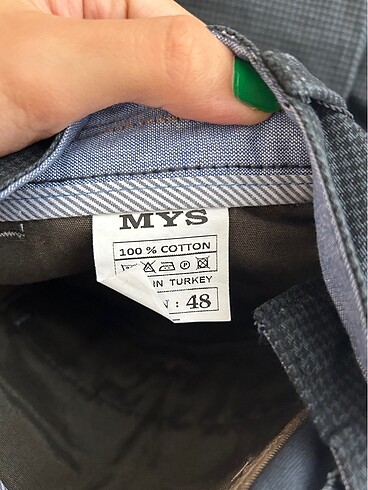 MYS
100 % COTTON
IN TURKEY
: 48